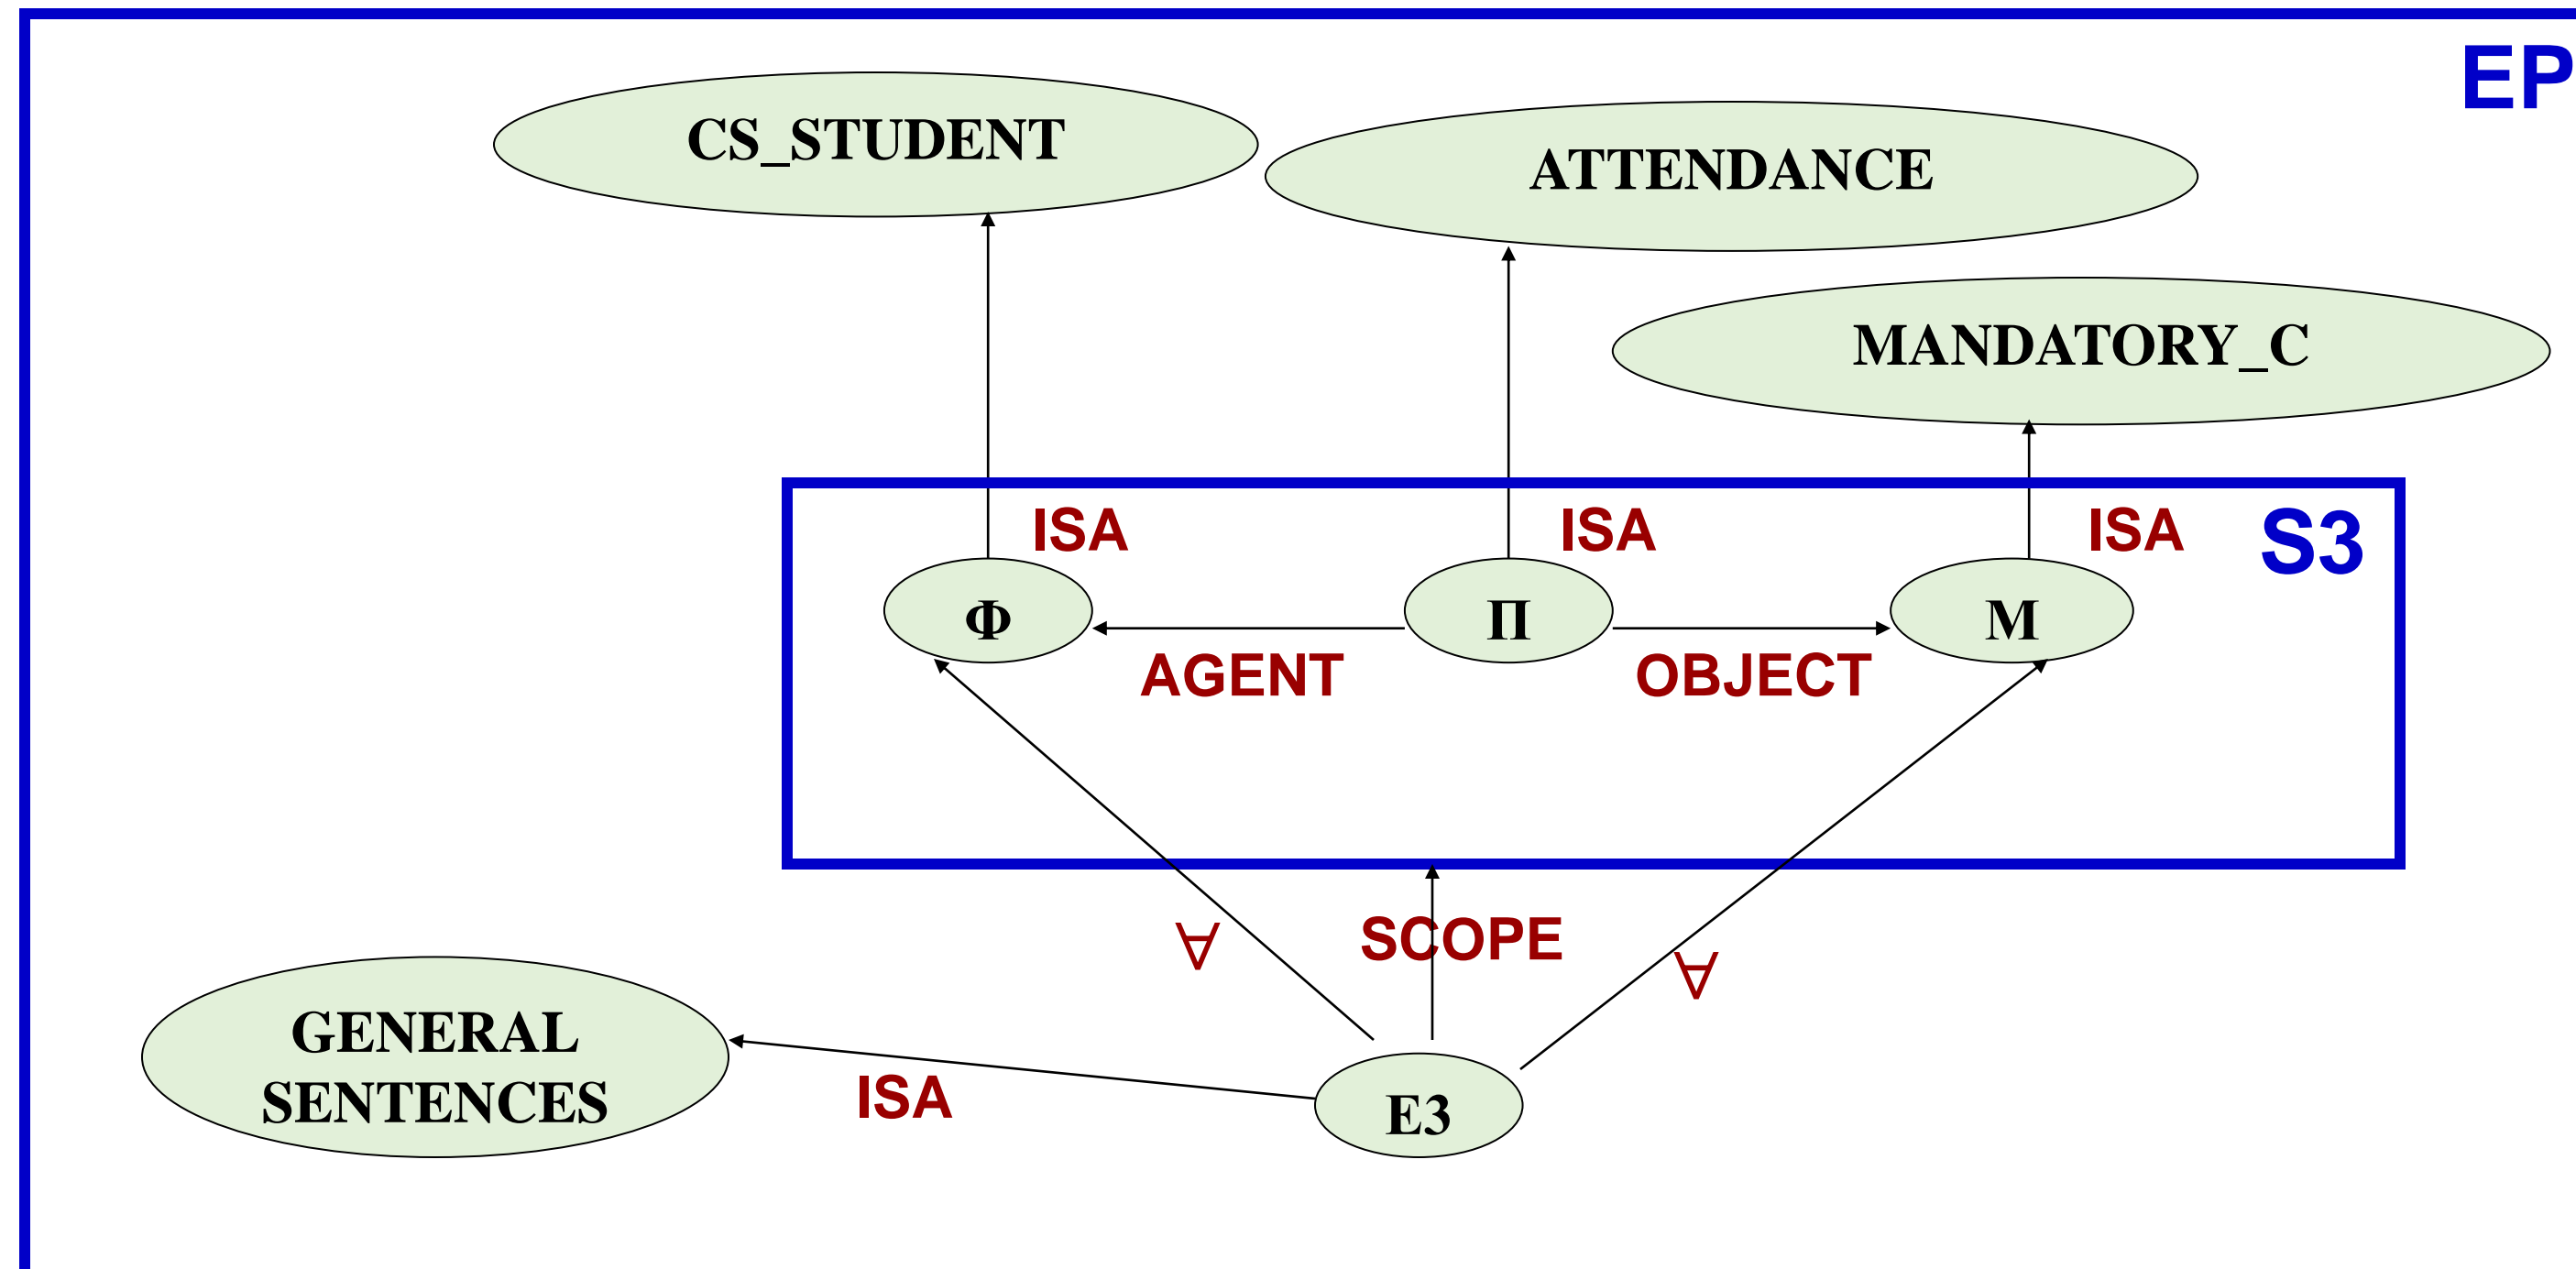 EP
CS_STUDENT
ATTENDANCE
MANDATORY_C
ISA
ISA
ISA
S3
Φ
Π
Μ
AGENT
OBJECT
∀
SCOPE
∀
GENERAL
SENTENCES
ISA
E3